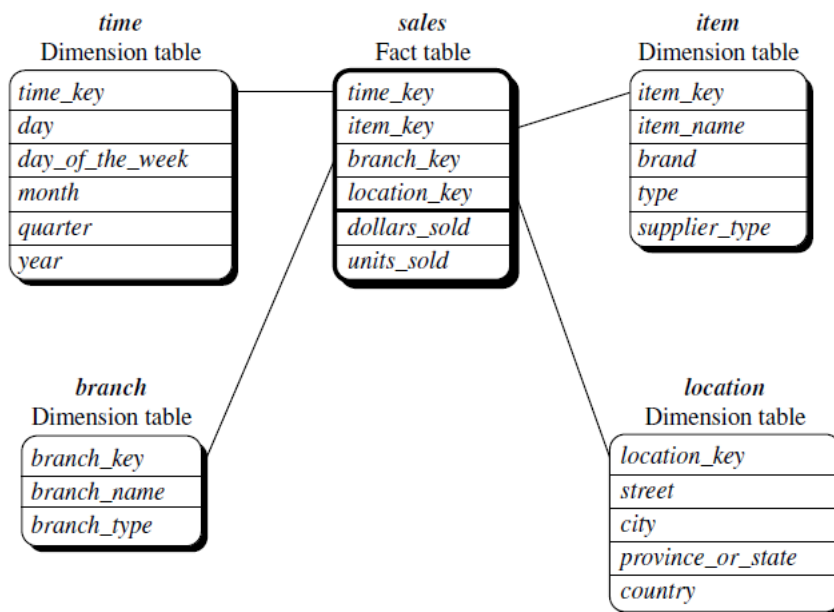 time
Dimension table
time_key
day
day_of_the_week
month
quarter
year
sales
Fact table
time_key
item_key
branch_key
location_key
dollars_sold
units_sold
item
Dimension table
item_key
item_name
brand
type
supplier_type
branch
Dimension table
branch_key
branch_name
branch_type
location
Dimension table
location_key
street
city
province_or_state
country